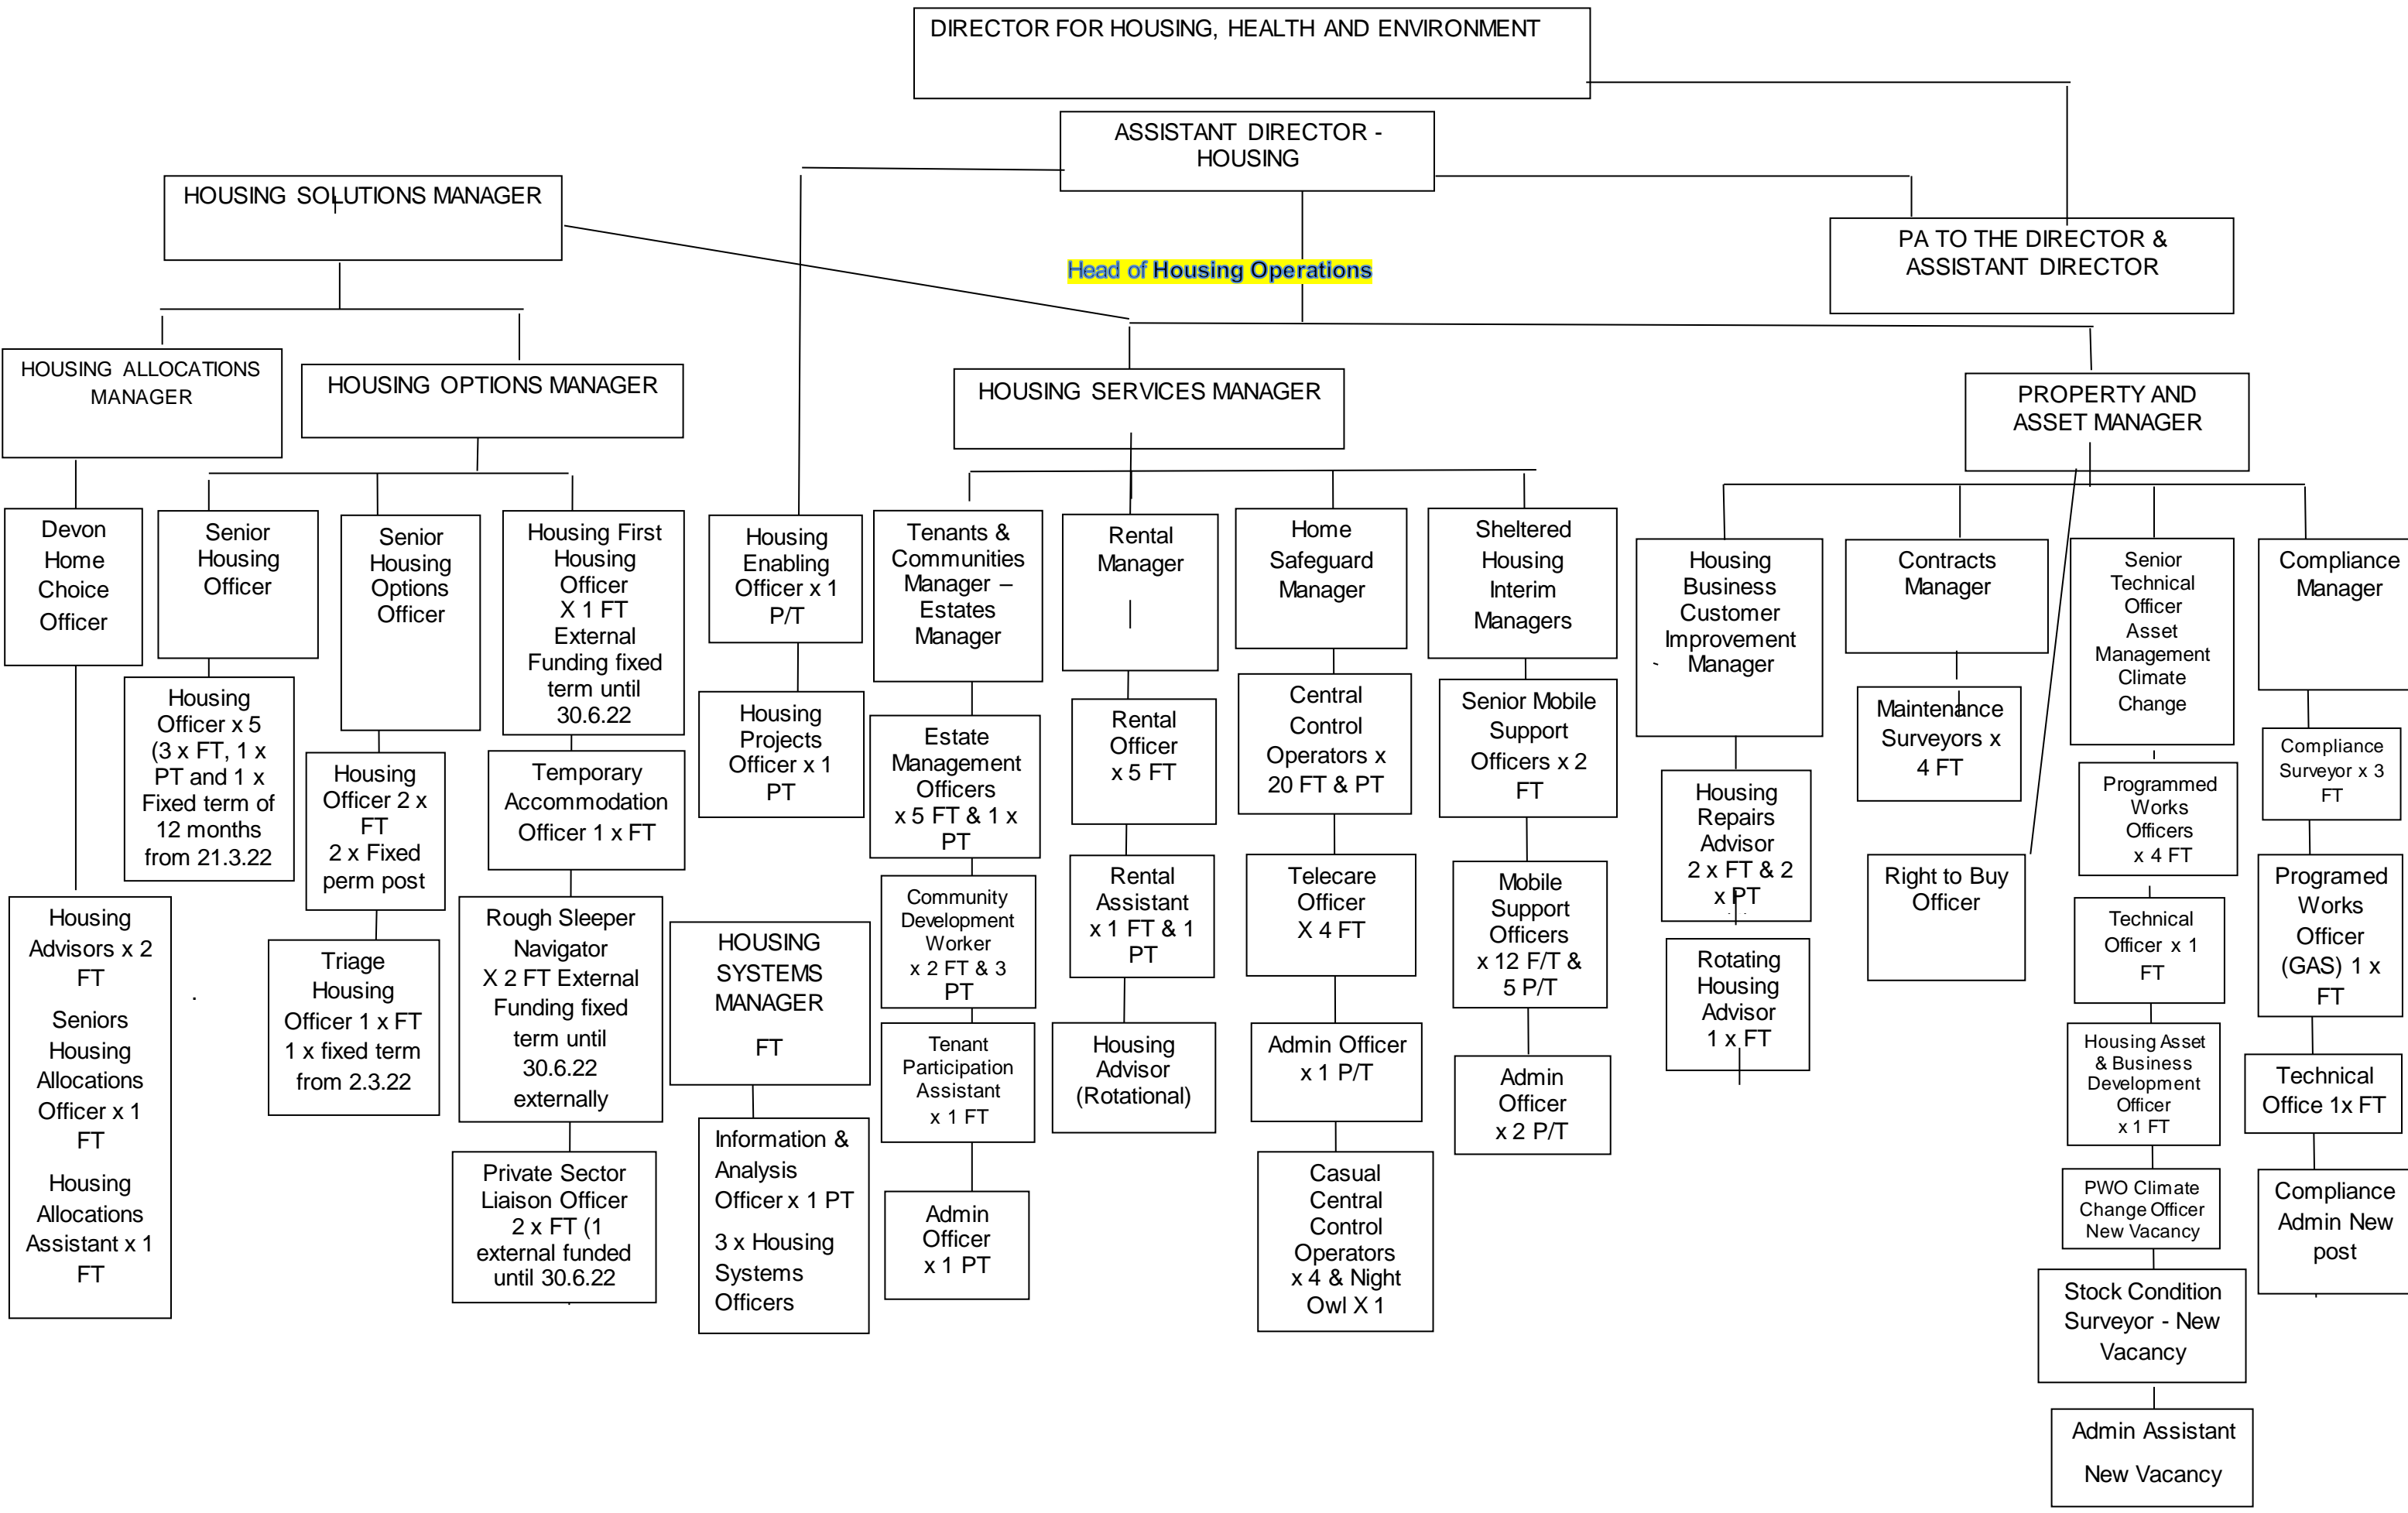 DIRECTOR FOR HOUSING, HEALTH AND ENVIRONMENT
ASSISTANT DIRECTOR -
HOUSING
HOUSING SOLUTIONS MANAGER
PA TO THE DIRECTOR &
ASSISTANT DIRECTOR
Head of Housing Operations
HOUSING ALLOCATIONS
MANAGER
HOUSING OPTIONS MANAGER
HOUSING SERVICES MANAGER
PROPERTY AND
ASSET MANAGER
Devon
Home
Choice
Officer
Senior
Housing
Officer
Senior
Housing
Options
Officer
Housing First
Housing
Officer
X 1 FT
External
Funding fixed
term until
30.6.22
Housing
Enabling
Officer x 1
P/T
Tenants &
Communities
Manager –
Estates
Manager
Rental
Manager
Home
Safeguard
Manager
Sheltered
Housing
Interim
Managers
Housing
Business
Customer
Improvement
Manager
Contracts
Manager
Senior
Technical
Officer
Asset
Management
Climate
Change
Compliance
Manager
Housing
Officer x 5
(3 x FT, 1 x
PT and 1 x
Fixed term of
12 months
from 21.3.22
Housing
Officer 2 x
FT
2 x Fixed
perm post
Temporary
Accommodation
Officer 1 x FT
Housing
Projects
Officer x 1
PT
Estate
Management
Officers
x 5 FT & 1 x
PT
Rental
Officer
x 5 FT
Central
Control
Operators x
20 FT & PT
Senior Mobile
Support
Officers x 2
FT
Housing
Repairs
Advisor
2 x FT & 2
x PT
Maintenance
Surveyors x
4 FT
Programmed
Works
Officers
x 4 FT
Compliance
Surveyor x 3
FT
Housing
Advisors x 2
FT
Seniors
Housing
Allocations
Officer x 1
FT
Housing
Allocations
Assistant x 1
FT
Triage
Housing
Officer 1 x FT
1 x fixed term
from 2.3.22
Rough Sleeper
Navigator
X 2 FT External
Funding fixed
term until
30.6.22
externally
HOUSING
SYSTEMS
MANAGER
FT
Community
Development
Worker
x 2 FT & 3
PT
Rental
Assistant
x 1 FT & 1
PT
Telecare
Officer
X 4 FT
Mobile
Support
Officers
x 12 F/T &
5 P/T
Rotating
Housing
Advisor
1 x FT
Right to Buy
Officer
Technical
Officer x 1
FT
Programed
Works
Officer
(GAS) 1 x
FT
Private Sector
Liaison Officer
2 x FT (1
external funded
until 30.6.22
Information &
Analysis
Officer x 1 PT
3 x Housing
Systems
Officers
Tenant
Participation
Assistant
x 1 FT
Housing
Advisor
(Rotational)
Admin Officer
x 1 P/T
Admin
Officer
x 2 P/T
Housing Asset
& Business
Development
Officer
x 1 FT
Technical
Office 1x FT
Admin
Officer
x 1 PT
Casual
Central
Control
Operators
x 4 & Night
Owl X 1
PWO Climate
Change Officer
New Vacancy
Compliance
Admin New
post
Stock Condition
Surveyor - New
Vacancy
Admin Assistant
New Vacancy